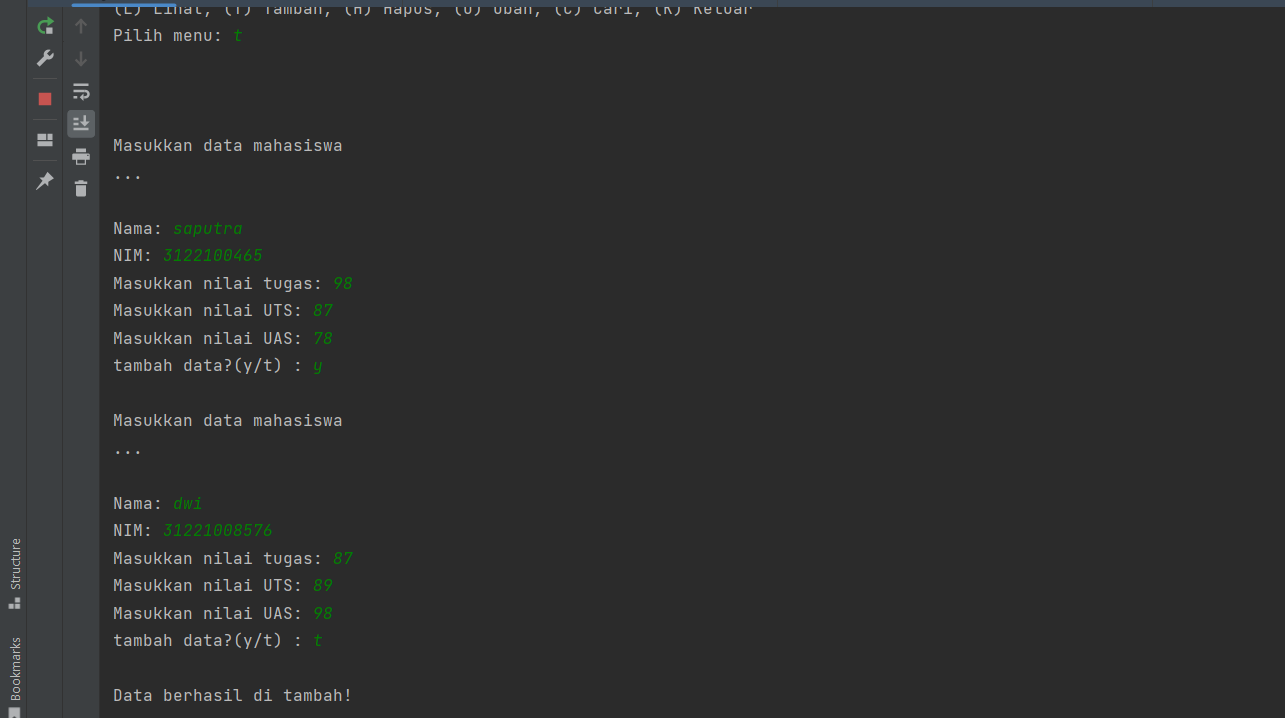 (L) Lihat, (T) Tambah, (H) Hapus, (U) Ubah, (C) Cari, (K) Keluar
Pilih menu: t
Masukkan data mahasiswa
...
Nama: saputra
NIM: 3122100465
Masukkan nilai tugas: 98
Masukkan nilai UTS: 87
Masukkan nilai UAS: 78
tambah data?(y/t) : y
Masukkan data mahasiswa
...
Nama: dwi
NIM: 31221008576
Masukkan nilai tugas: 87
Masukkan nilai UTS: 89
Masukkan nilai UAS: 98
tambah data?(y/t) : t
Data berhasil di tambah!
Structure
Bookmarks